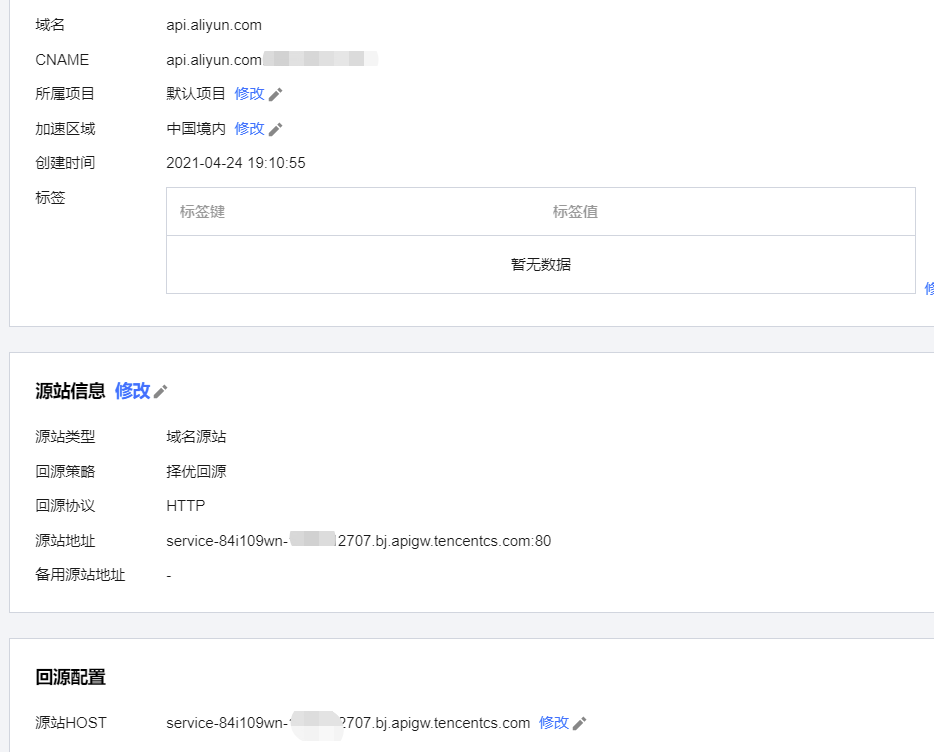 域名 api.aliyun.com
CNAME api.aliyun.com
所属项目 默认项目 修改
加速区域 中国境内 修改
创建时间 2021-04-24 19:10:55
标签 标签键 标签值
暂无数据
源站信息 修改
源站类型 域名源站
回源策略 择优回源
回源协议 HTTP
源站地址 service-84i109wn- 2707.bj.apigw.tencentcs.com:80
备用源站地址 -
回源配置
源站HOST service-84i109wn- 2707.bj.apigw.tencentcs.com 修改